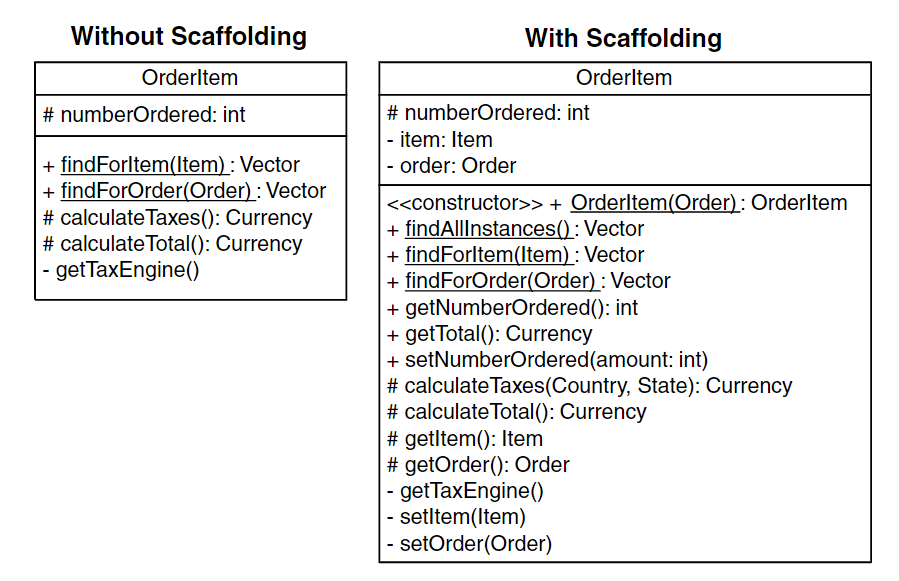 Without Scaffolding
OrderItem
# numberOrdered: int
+ findForItem(Item) : Vector
+ findForOrder(Order) : Vector
# calculateTaxes(): Currency
# calculateTotal(): Currency
- getTaxEngine()
With Scaffolding
OrderItem
# numberOrdered: int
- item: Item
- order: Order
<<constructor>> + OrderItem(Order) : OrderItem
+ findAllInstances() : Vector
+ findForItem(Item) : Vector
+ findForOrder(Order) : Vector
+ getNumberOrdered(): int
+ getTotal(): Currency
+ setNumberOrdered(amount: int)
# calculateTaxes(Country, State): Currency
# calculateTotal(): Currency
# getItem(): Item
# getOrder(): Order
- getTaxEngine()
- setItem(Item)
- setOrder(Order)